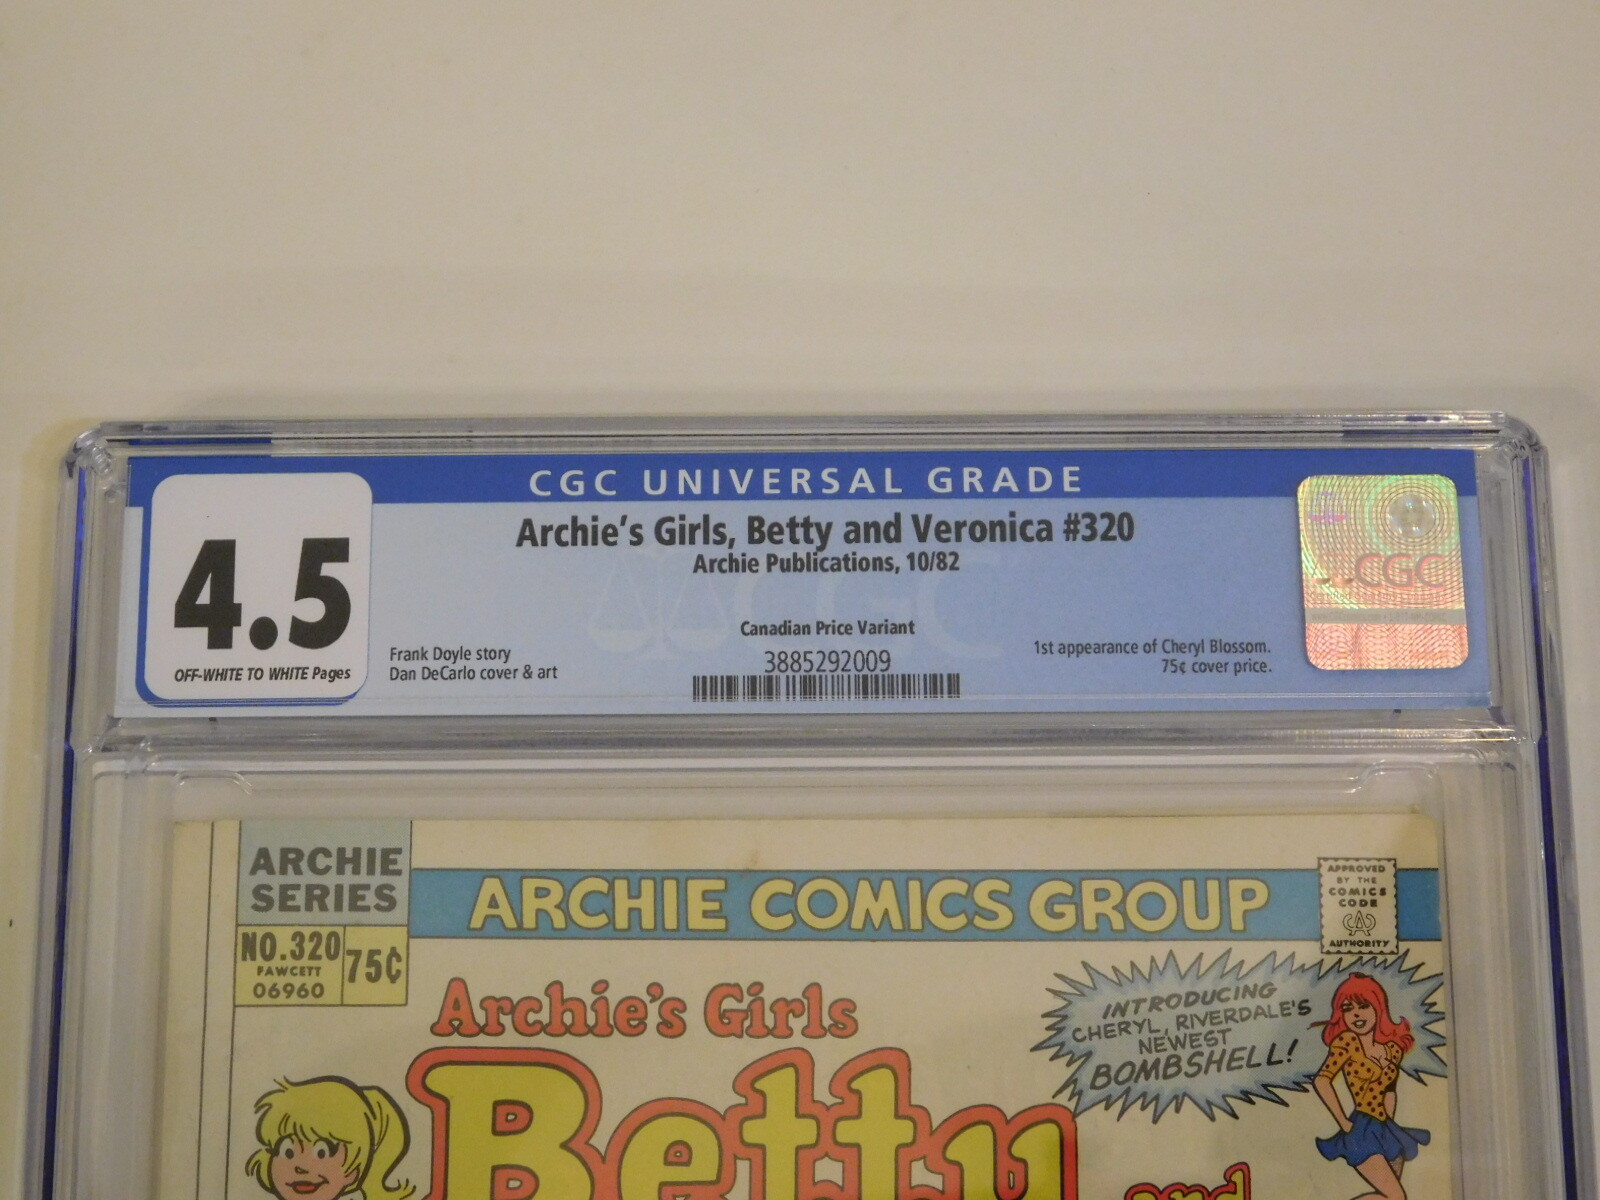 CGC UNIVERSAL GRADE
4.5
OFF-WHITE TO WHITE Pages
Archie's Girls, Betty and Veronica #320
Archie Publications, 10/82
Canadian Price Variant
3885292009
Frank Doyle story
Dan DeCarlo cover & art
1st appearance of Cheryl Blossom.
75¢ cover price.
CGC
ARCHIE
SERIES
NO.320
FAWCETT
06960
75¢
ARCHIE COMICS GROUP
APPROVED
BY THE
COMICS
CODE
CA
AUTHORITY
Archie's Girls
Betty
and
INTRODUCING
CHERYL, RIVERDALE'S
NEWEST
BOMBSHELL!